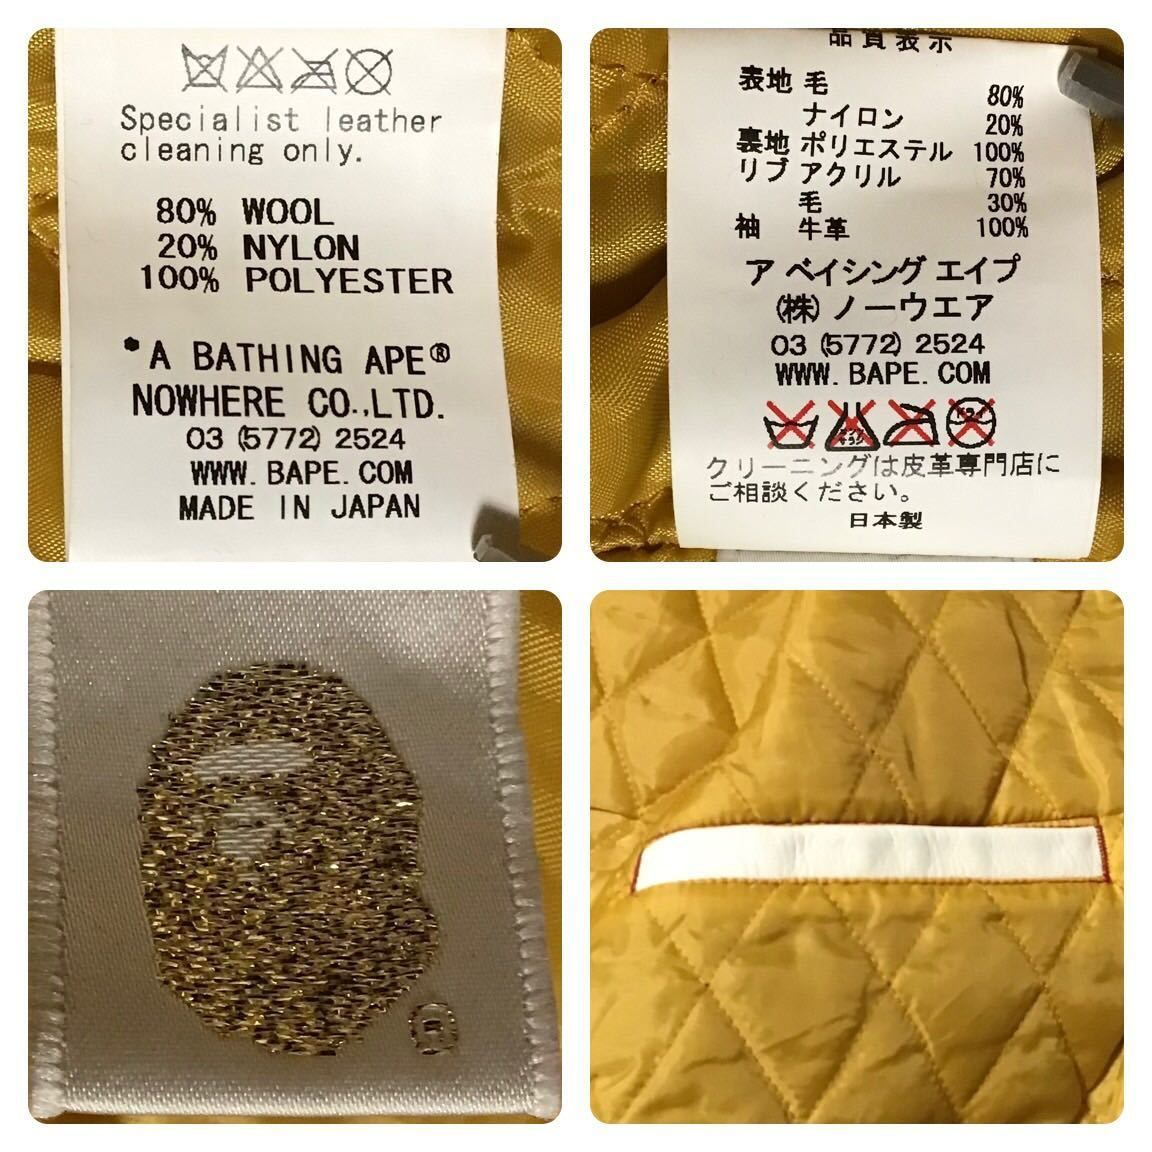 Specialist leather
cleaning only.
80% WOOL
20% NYLON
100% POLYESTER
*A BATHING APE®
NOWHERE CO.,LTD.
03 (5772) 2524
WWW. BAPE. COM
MADE IN JAPAN
品質表示
表地 毛 80%
ナイロン 20%
裏地 ポリエステル 100%
リブ アクリル 70%
毛 30%
袖 牛革 100%
ア ベイシング エイプ
(株) ノーウエア
03 (5772) 2524
WWW. BAPE. COM
ドライ
クリーニングは皮革専門店に
ご相談ください。
日本製
®